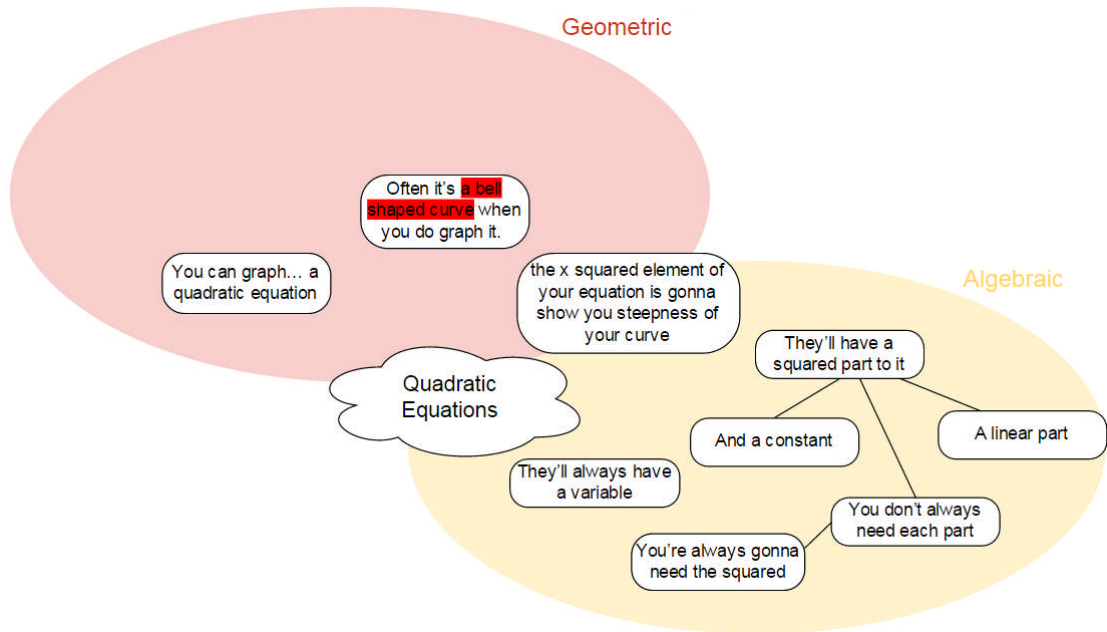 Geometric
Often it's a bell
shaped curve when
you do graph it.
You can graph... a
quadratic equation
the x squared element of
your equation is gonna
show you steepness of
your curve
Algebraic
They'll have a
squared part to it
Quadratic
Equations
And a constant
A linear part
They'll always have
a variable
You don't always
need each part
You're always gonna
need the squared